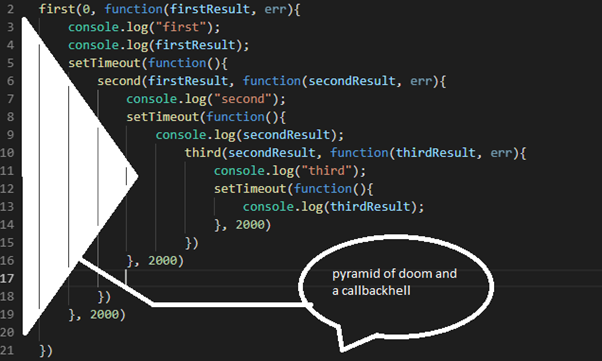 2 first(0, function(firstResult, err){
3 console.log("first");
4 console.log(firstResult);
5 setTimeout(function(){
6 second(firstResult, function(secondResult, err){
7 console.log("second");
8 setTimeout(function(){
9 console.log(secondResult);
10 third(secondResult, function(thirdResult, err){
11 console.log("third");
12 setTimeout(function(){
13 console.log(thirdResult);
14 }, 2000)
15 })
16 }, 2000)
17
18 })
19 }, 2000)
20
21 })
pyramid of doom and
a callbackhell